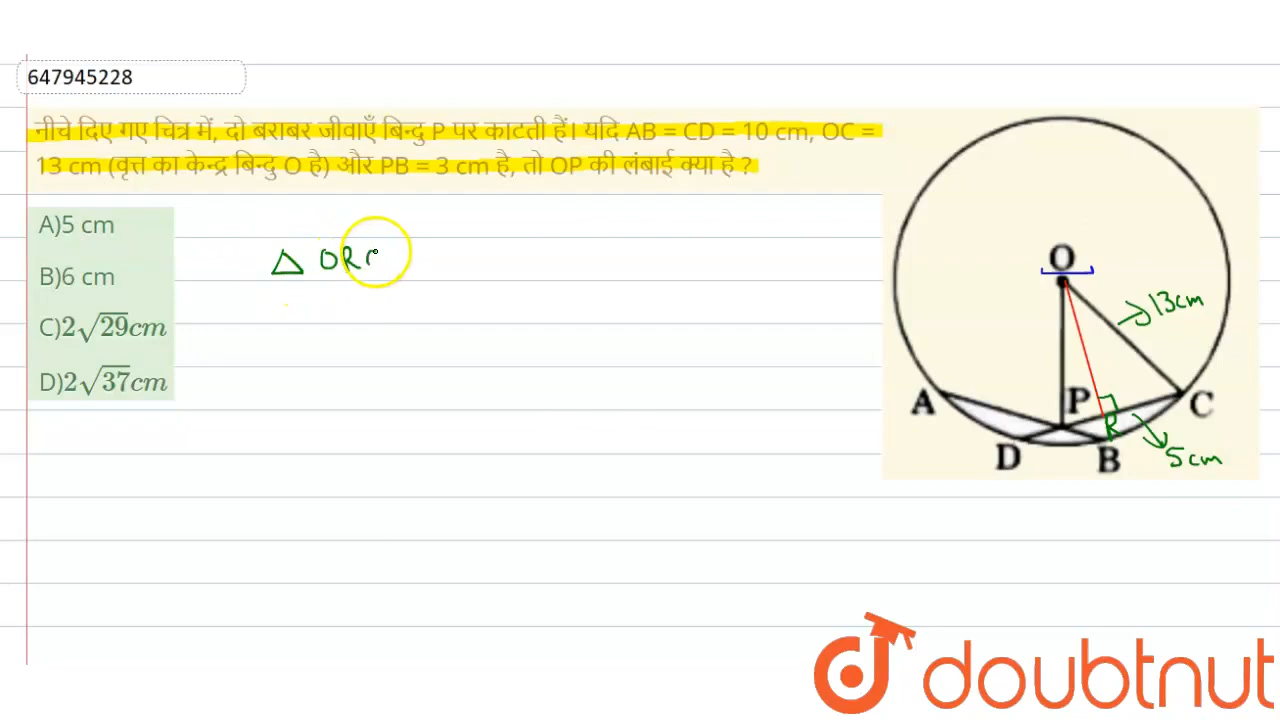 647945228
नीचे दिए गए चित्र में, दो बराबर जीवाएँ बिन्दु P पर काटती हैं। यदि AB = CD = 10 cm, OC =
13 cm (वृत्त का केन्द्र बिन्दु O है) और PB = 3 cm है, तो OP की लंबाई क्या है ?
A)5 cm
B)6 cm
C)2√29cm
D)2√37cm
△ ORC
O
13cm
A
P
C
R
D
B
5cm
doubtnut